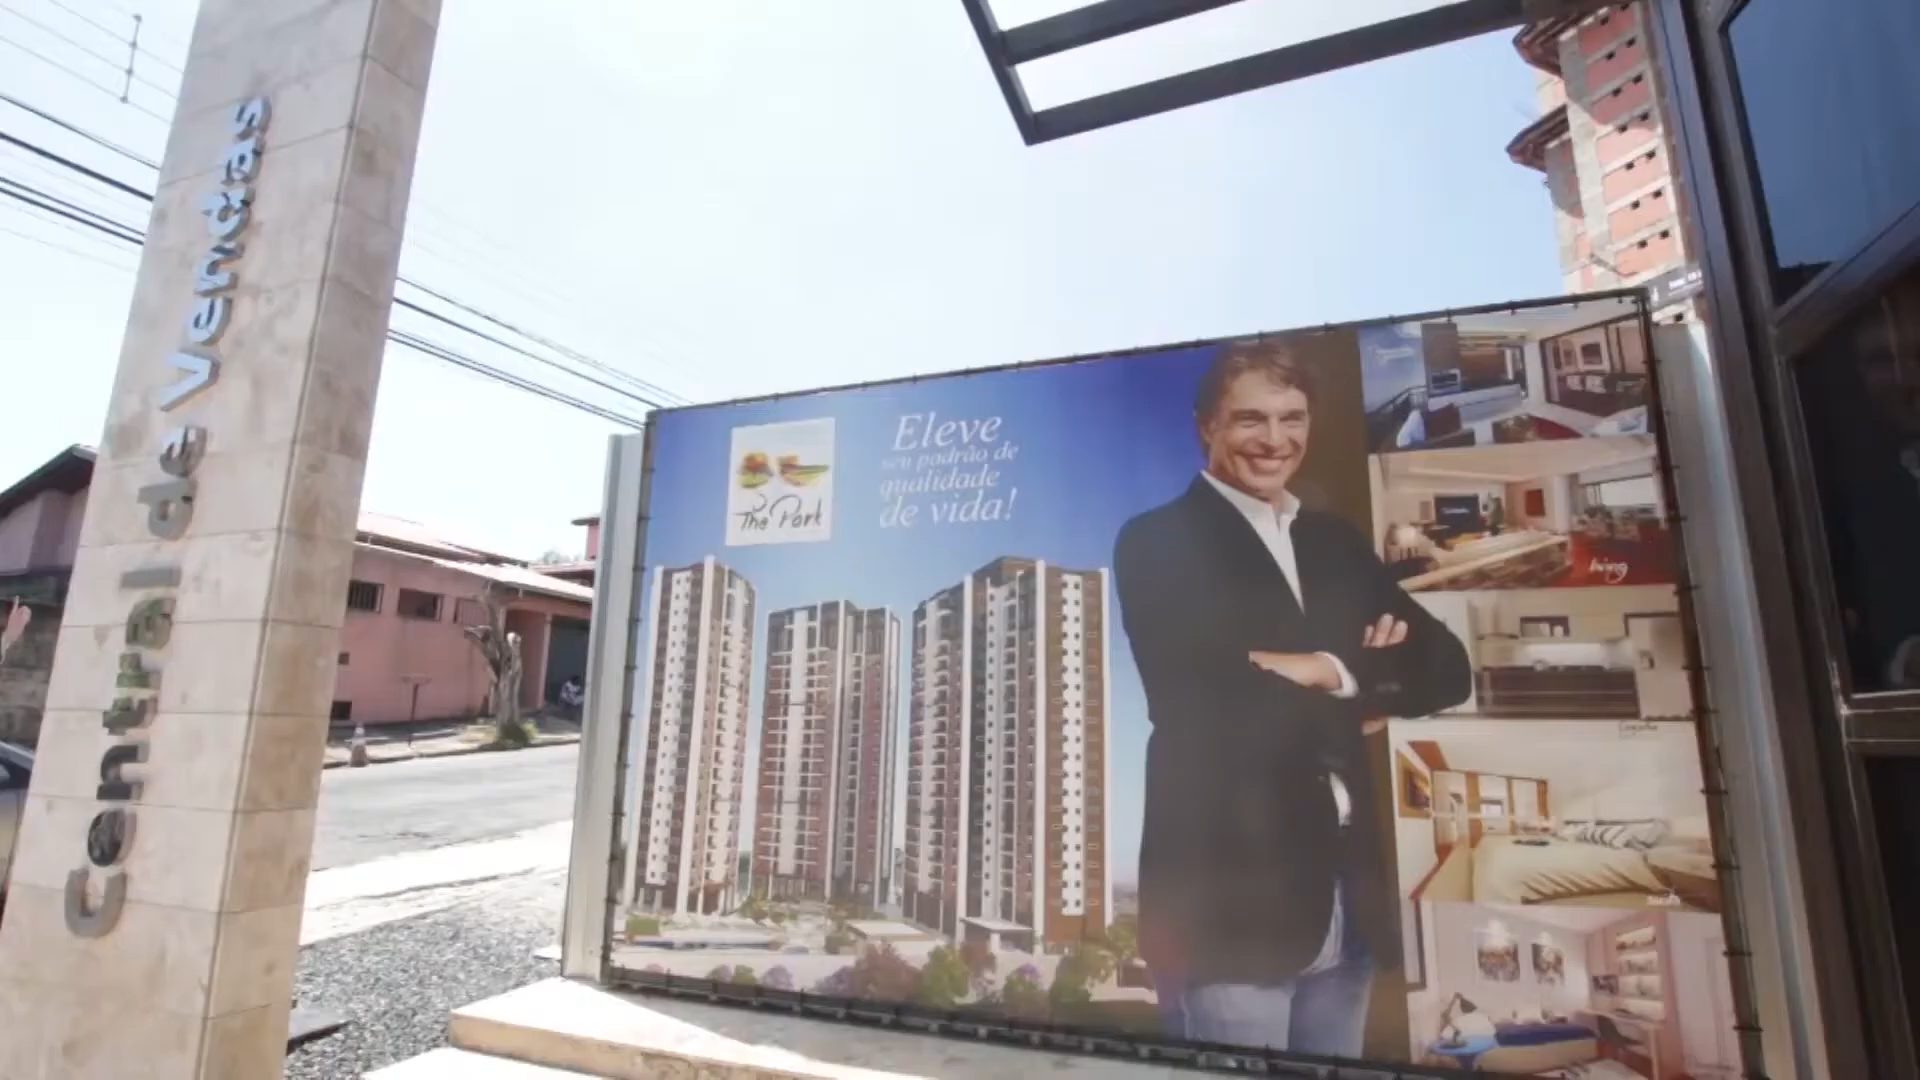 Central de Vendas
The Park
Eleve
seu padrão de
qualidade
de vida!
living